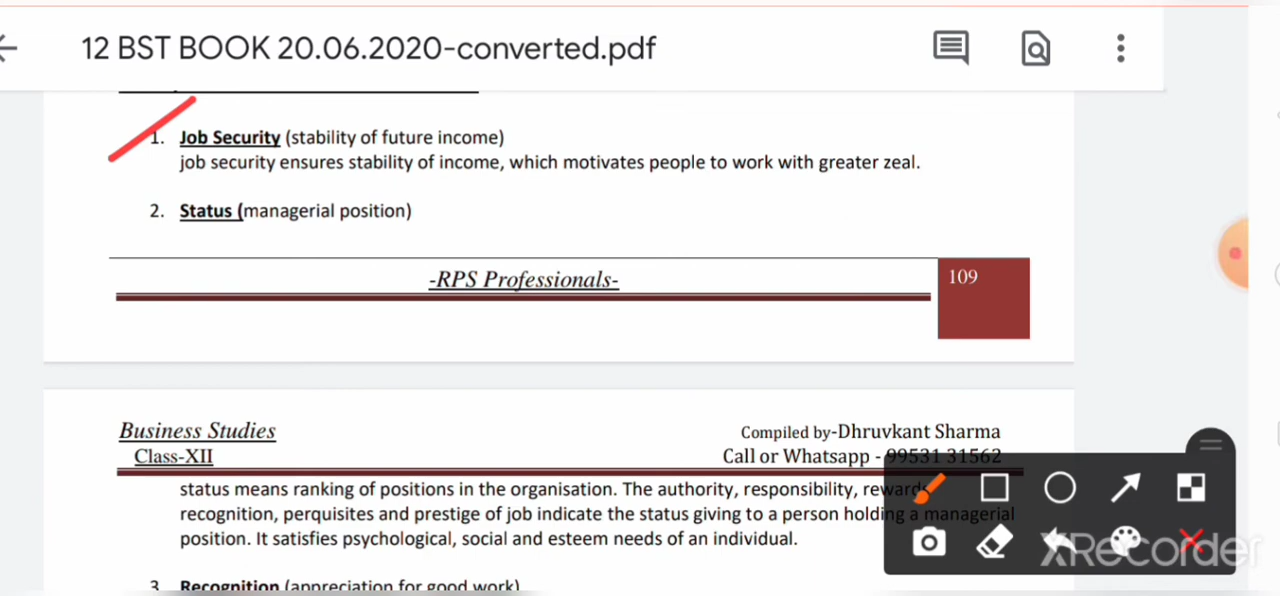 12 BST BOOK 20.06.2020-converted.pdf
1. Job Security (stability of future income)
job security ensures stability of income, which motivates people to work with greater zeal.
2. Status (managerial position)
-RPS Professionals-
109
Business Studies
Compiled by-Dhruvkant Sharma
Class-XII
Call or Whatsapp - 99531 31562
status means ranking of positions in the organisation. The authority, responsibility, rewards
recognition, perquisites and prestige of job indicate the status giving to a person holding a managerial
position. It satisfies psychological, social and esteem needs of an individual.
3. Recognition (appreciation for good work)
XRecorder